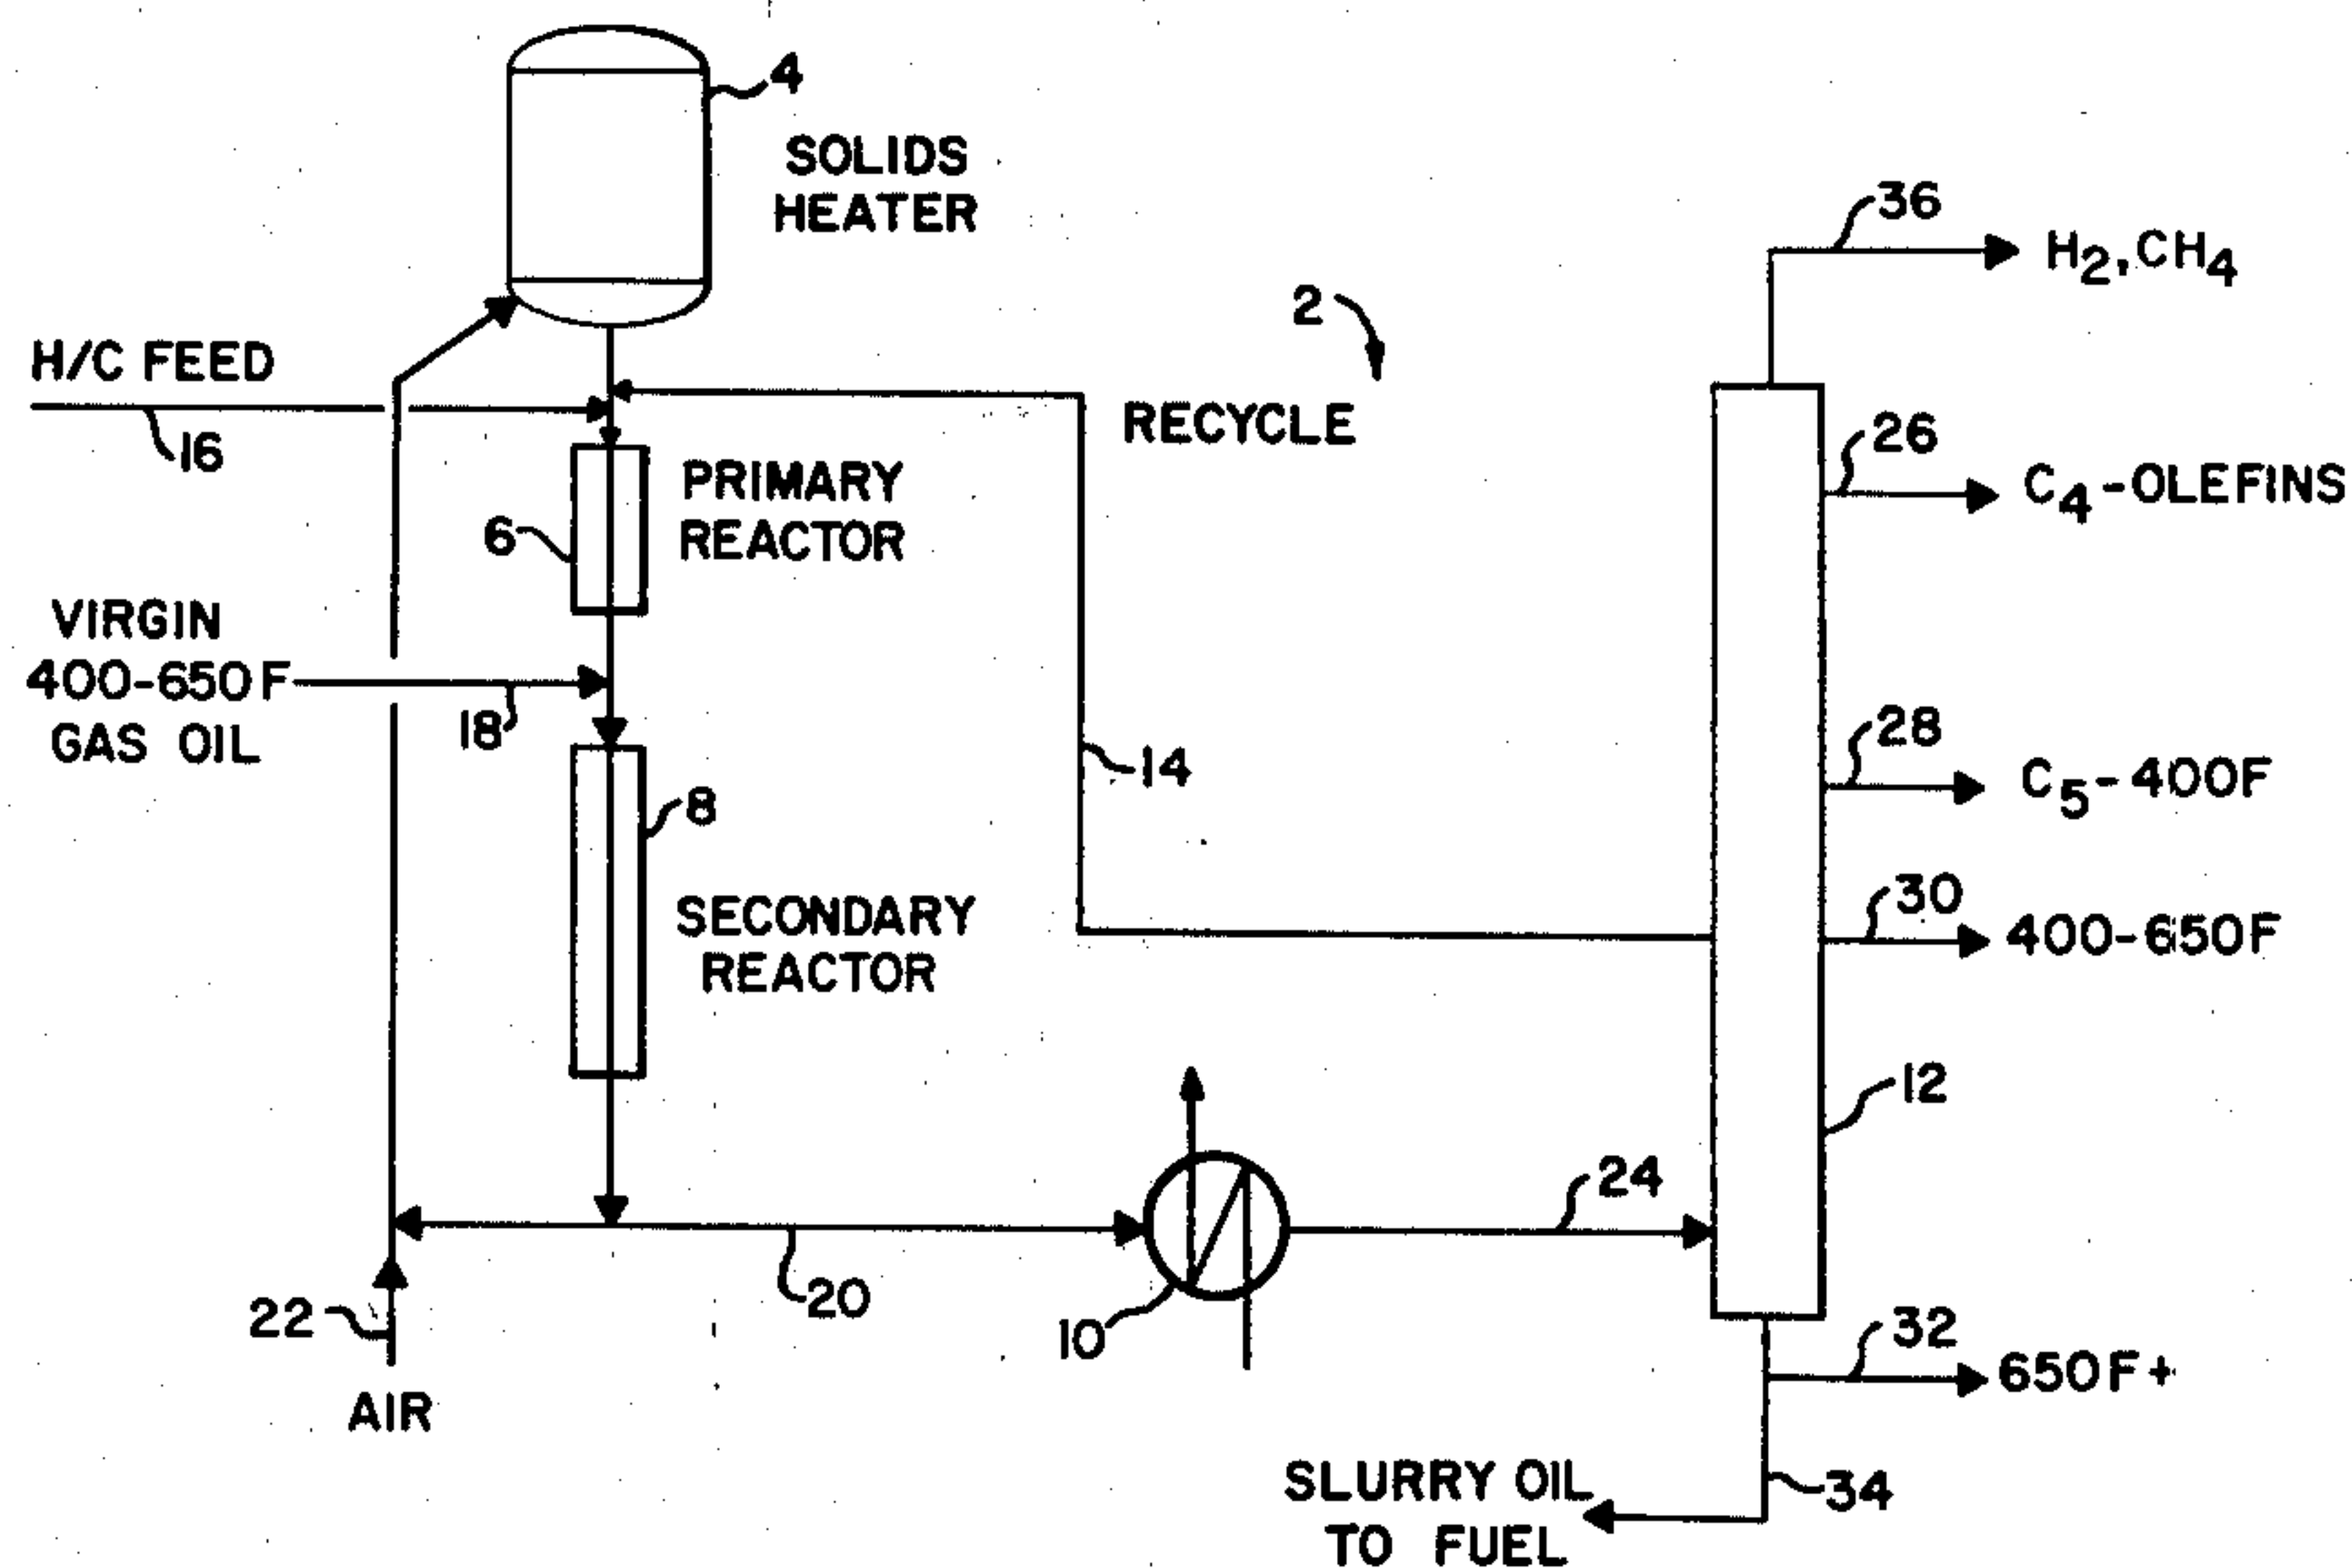 4
SOLIDS
HEATER
36
H2, CH4
2
H/C FEED
16
RECYCLE
26
C4-OLEFINS
PRIMARY
REACTOR
6
VIRGIN
400-650F
GAS OIL
18
14
28
C5-400F
8
30
400-650F
SECONDARY
REACTOR
12
24
20
22
10
AIR
32
650F+
34
SLURRY OIL
TO FUEL